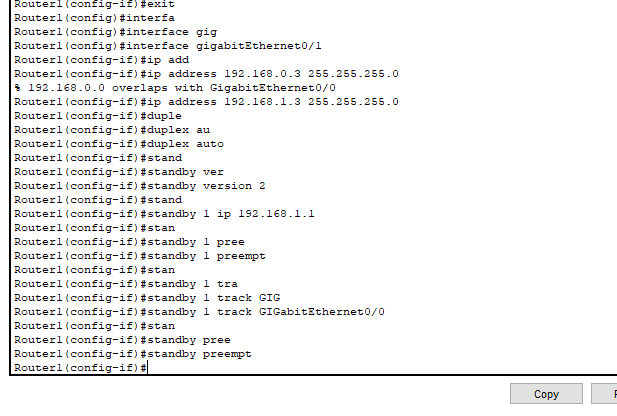 Router1(config-if)#exit
Router1(config)#interfa
Router1(config)#interface gig
Router1(config)#interface gigabitEthernet0/1
Router1(config-if)#ip add
Router1(config-if)#ip address 192.168.0.3 255.255.255.0
% 192.168.0.0 overlaps with GigabitEthernet0/0
Router1(config-if)#ip address 192.168.1.3 255.255.255.0
Router1(config-if)#duple
Router1(config-if)#duplex au
Router1(config-if)#duplex auto
Router1(config-if)#stand
Router1(config-if)#standby ver
Router1(config-if)#standby version 2
Router1(config-if)#stand
Router1(config-if)#standby 1 ip 192.168.1.1
Router1(config-if)#stan
Router1(config-if)#standby 1 pree
Router1(config-if)#standby 1 preempt
Router1(config-if)#stan
Router1(config-if)#standby 1 tra
Router1(config-if)#standby 1 track GIG
Router1(config-if)#standby 1 track GIGabitEthernet0/0
Router1(config-if)#stan
Router1(config-if)#standby pree
Router1(config-if)#standby preempt
Router1(config-if)#
Copy